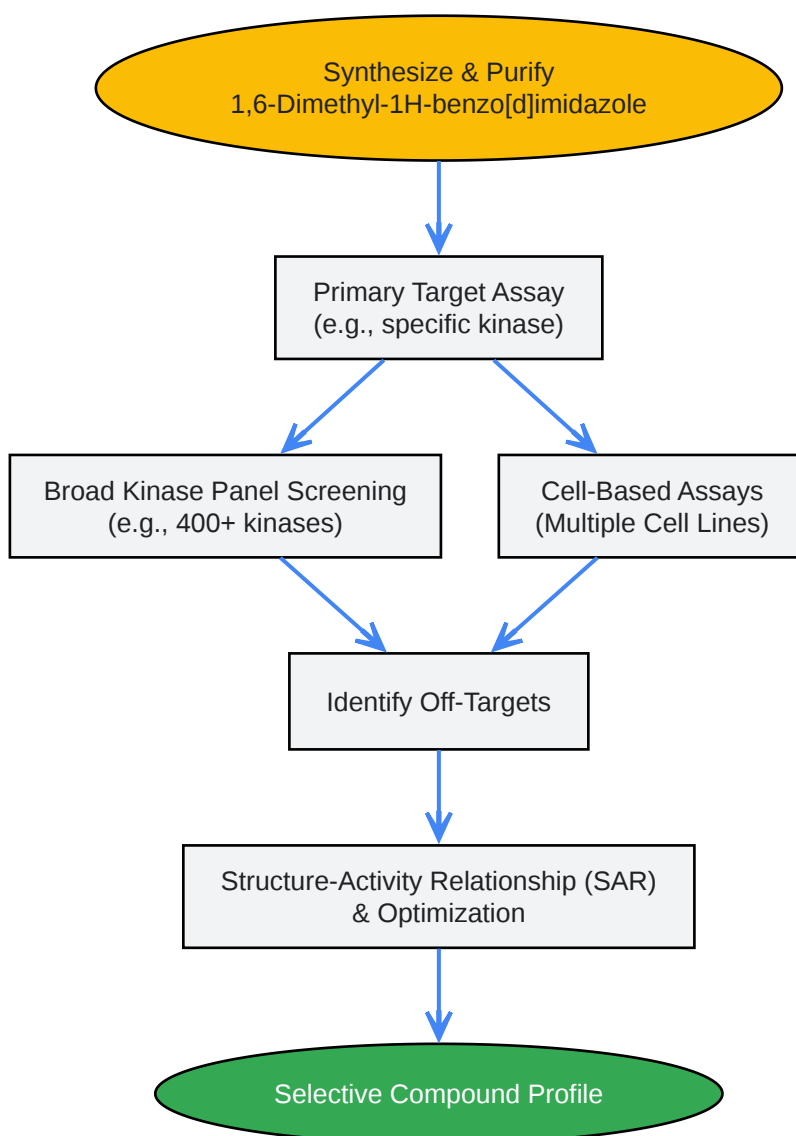 Synthesize & Purify
1,6-Dimethyl-1H-benzo[d]imidazole
Primary Target Assay
(e.g., specific kinase)
Broad Kinase Panel Screening
(e.g., 400+ kinases)
Cell-Based Assays
(Multiple Cell Lines)
Identify Off-Targets
Structure-Activity Relationship (SAR)
& Optimization
Selective Compound Profile